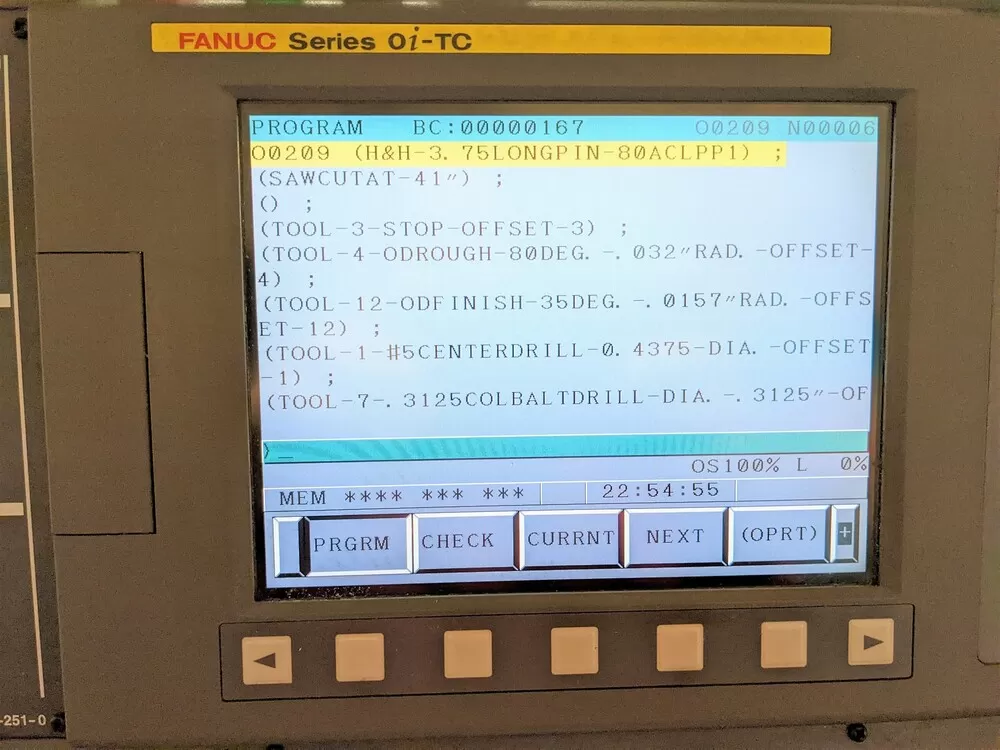 FANUC Series 0i-TC
PROGRAM BC:00000167 O0209 N00006
O0209 (H&H-3.75LONGPIN-80ACLPP1) ;
(SAWCUTAT-41") ;
() ;
(TOOL-3-STOP-OFFSET-3) ;
(TOOL-4-ODROUGH-80DEG.-.032"RAD.-OFFSET-
4) ;
(TOOL-12-ODFINISH-35DEG.-.0157"RAD.-OFFS
ET-12) ;
(TOOL-1-#5CENTERDRILL-0.4375-DIA.-OFFSET
-1) ;
(TOOL-7-.3125COLBALTDRILL-DIA.-.3125"-OF
>_
OS100% L 0%
MEM **** *** *** 22:54:55
PRGRM CHECK CURRNT NEXT (OPRT) +
-251-0